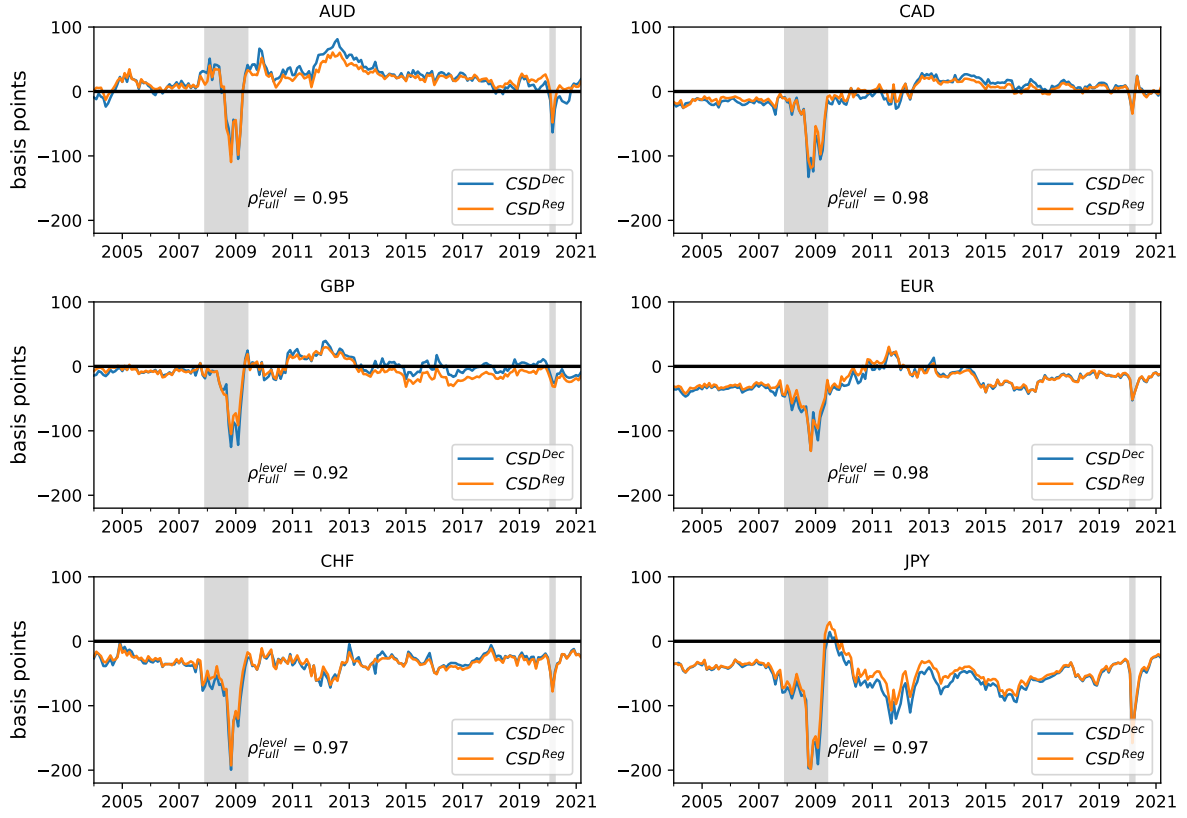 AUD
CAD
basis points
100
0
−100
−200
ρ_Full^level = 0.95
CSD^Dec
CSD^Reg
2005 2007 2009 2011 2013 2015 2017 2019 2021
100
0
−100
−200
ρ_Full^level = 0.98
CSD^Dec
CSD^Reg
2005 2007 2009 2011 2013 2015 2017 2019 2021
GBP
EUR
basis points
100
0
−100
−200
ρ_Full^level = 0.92
CSD^Dec
CSD^Reg
2005 2007 2009 2011 2013 2015 2017 2019 2021
100
0
−100
−200
ρ_Full^level = 0.98
CSD^Dec
CSD^Reg
2005 2007 2009 2011 2013 2015 2017 2019 2021
CHF
JPY
basis points
100
0
−100
−200
ρ_Full^level = 0.97
CSD^Dec
CSD^Reg
2005 2007 2009 2011 2013 2015 2017 2019 2021
100
0
−100
−200
ρ_Full^level = 0.97
CSD^Dec
CSD^Reg
2005 2007 2009 2011 2013 2015 2017 2019 2021